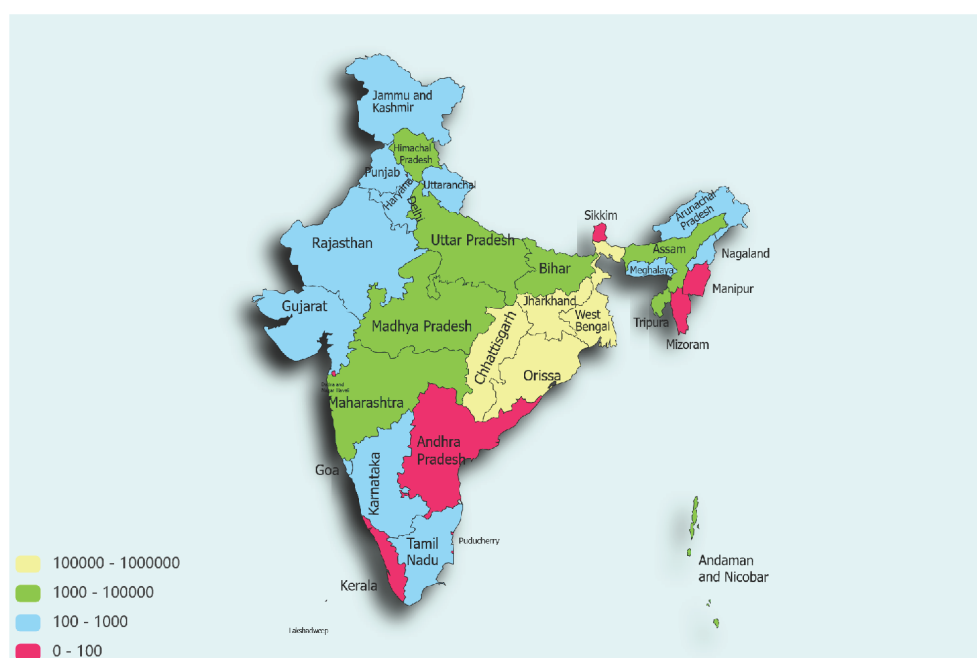 Jammu and
Kashmir
Himachal
Pradesh
Punjab
Haryana
Uttaranchal
Delhi
Rajasthan
Uttar Pradesh
Sikkim
Arunachal
Pradesh
Assam
Nagaland
Bihar
Meghalaya
Manipur
Gujarat
Jharkhand
West
Bengal
Tripura
Mizoram
Madhya Pradesh
Chhattisgarh
Orissa
Maharashtra
Andhra
Pradesh
Goa
Karnataka
Puducherry
Tamil
Nadu
Kerala
Andaman
and Nicobar
Lakshadweep
100000 - 1000000
1000 - 100000
100 - 1000
0 - 100